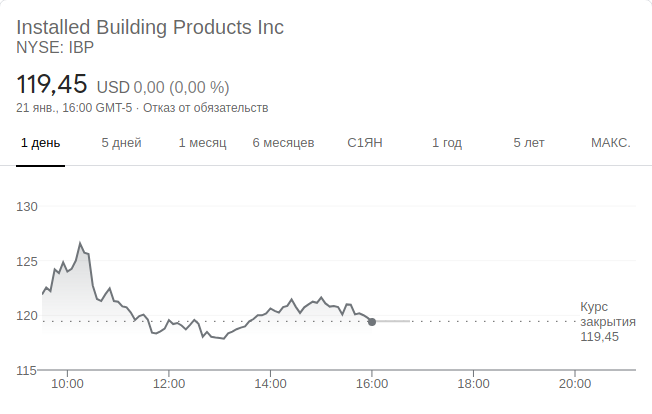 Installed Building Products Inc
NYSE: IBP
119,45 USD 0,00 (0,00 %)
21 янв., 16:00 GMT-5 · Отказ от обязательств
1 день 5 дней 1 месяц 6 месяцев С1ЯН 1 год 5 лет МАКС.
130
125
120
115
Курс
закрытия
119,45
10:00 12:00 14:00 16:00 18:00 20:00